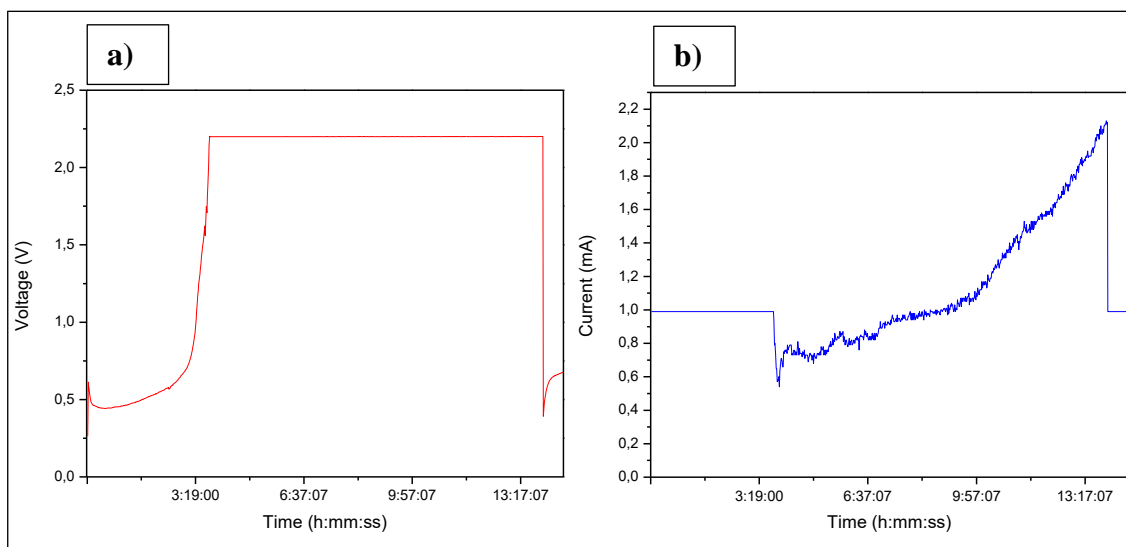 a)
2,5
2,0
1,5
1,0
0,5
0,0
Voltage (V)
3:19:00 6:37:07 9:57:07 13:17:07
Time (h:mm:ss)
b)
2,2
2,0
1,8
1,6
1,4
1,2
1,0
0,8
0,6
0,4
0,2
0,0
Current (mA)
3:19:00 6:37:07 9:57:07 13:17:07
Time (h:mm:ss)